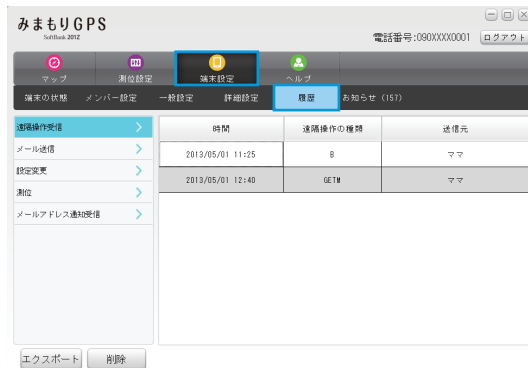 みまもりGPS
SoftBank 201Z
電話番号:090XXXX0001 ログアウト
マップ 測位設定 端末設定 ヘルプ
端末の状態 メンバー設定 一般設定 詳細設定 履歴 お知らせ (157)
遠隔操作受信
メール送信
設定変更
測位
メールアドレス通知受信
時間 遠隔操作の種類 送信元
2013/05/01 11:25 B ママ
2013/05/01 12:40 GETM ママ
エクスポート 削除